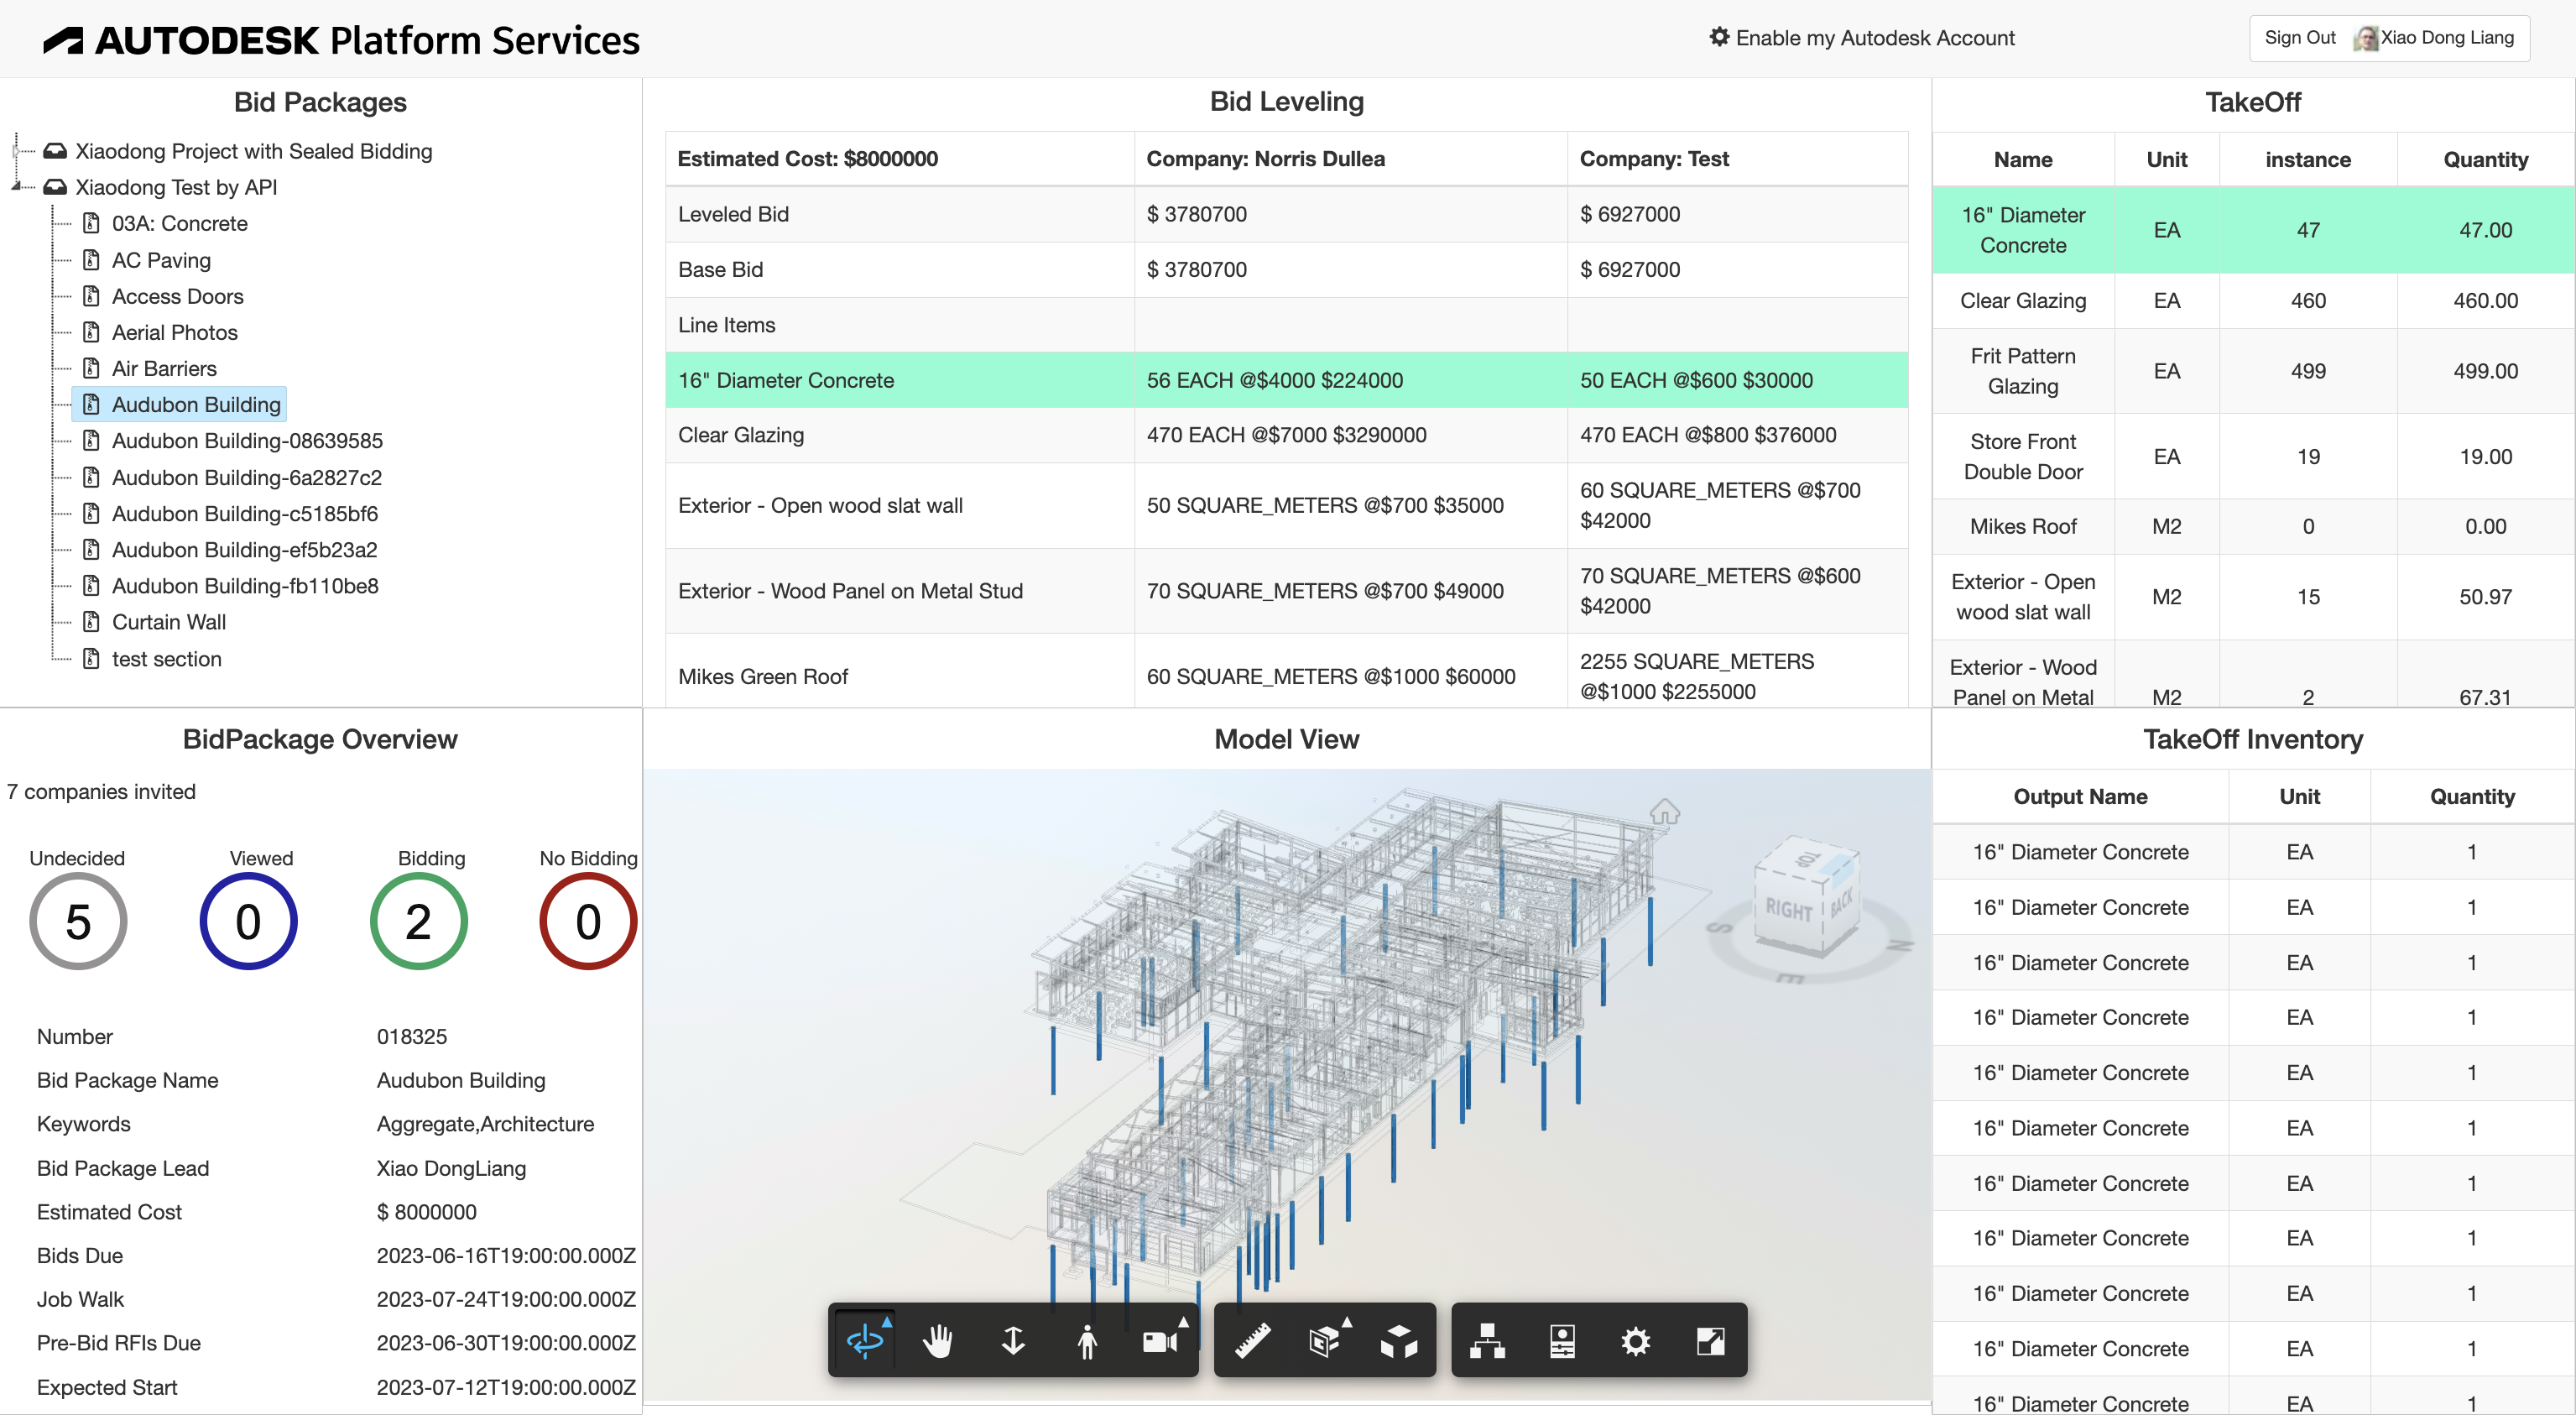 AUTODESK Platform Services
Enable my Autodesk Account
Sign Out Xiao Dong Liang
Bid Packages
Xiaodong Project with Sealed Bidding
Xiaodong Test by API
03A: Concrete
AC Paving
Access Doors
Aerial Photos
Air Barriers
Audubon Building
Audubon Building-08639585
Audubon Building-6a2827c2
Audubon Building-c5185bf6
Audubon Building-ef5b23a2
Audubon Building-fb110be8
Curtain Wall
test section
Bid Leveling
Estimated Cost: $8000000 Company: Norris Dullea Company: Test
Leveled Bid $ 3780700 $ 6927000
Base Bid $ 3780700 $ 6927000
Line Items
16" Diameter Concrete 56 EACH @$4000 $224000 50 EACH @$600 $30000
Clear Glazing 470 EACH @$7000 $3290000 470 EACH @$800 $376000
Exterior - Open wood slat wall 50 SQUARE_METERS @$700 $35000 60 SQUARE_METERS @$700
$42000
Exterior - Wood Panel on Metal Stud 70 SQUARE_METERS @$700 $49000 70 SQUARE_METERS @$600
$42000
Mikes Green Roof 60 SQUARE_METERS @$1000 $60000 2255 SQUARE_METERS
@$1000 $2255000
TakeOff
Name Unit instance Quantity
16" Diameter
Concrete EA 47 47.00
Clear Glazing EA 460 460.00
Frit Pattern
Glazing EA 499 499.00
Store Front
Double Door EA 19 19.00
Mikes Roof M2 0 0.00
Exterior - Open
wood slat wall M2 15 50.97
Exterior - Wood
Panel on Metal M2 2 67.31
BidPackage Overview
7 companies invited
Undecided Viewed Bidding No Bidding
5 0 2 0
Number 018325
Bid Package Name Audubon Building
Keywords Aggregate,Architecture
Bid Package Lead Xiao DongLiang
Estimated Cost $ 8000000
Bids Due 2023-06-16T19:00:00.000Z
Job Walk 2023-07-24T19:00:00.000Z
Pre-Bid RFIs Due 2023-06-30T19:00:00.000Z
Expected Start 2023-07-12T19:00:00.000Z
Model View
TOP
RIGHT BACK
S N
E
TakeOff Inventory
Output Name Unit Quantity
16" Diameter Concrete EA 1
16" Diameter Concrete EA 1
16" Diameter Concrete EA 1
16" Diameter Concrete EA 1
16" Diameter Concrete EA 1
16" Diameter Concrete EA 1
16" Diameter Concrete EA 1
16" Diameter Concrete EA 1
16" Diameter Concrete EA 1
16" Diameter Concrete EA 1
16" Diameter Concrete EA 1